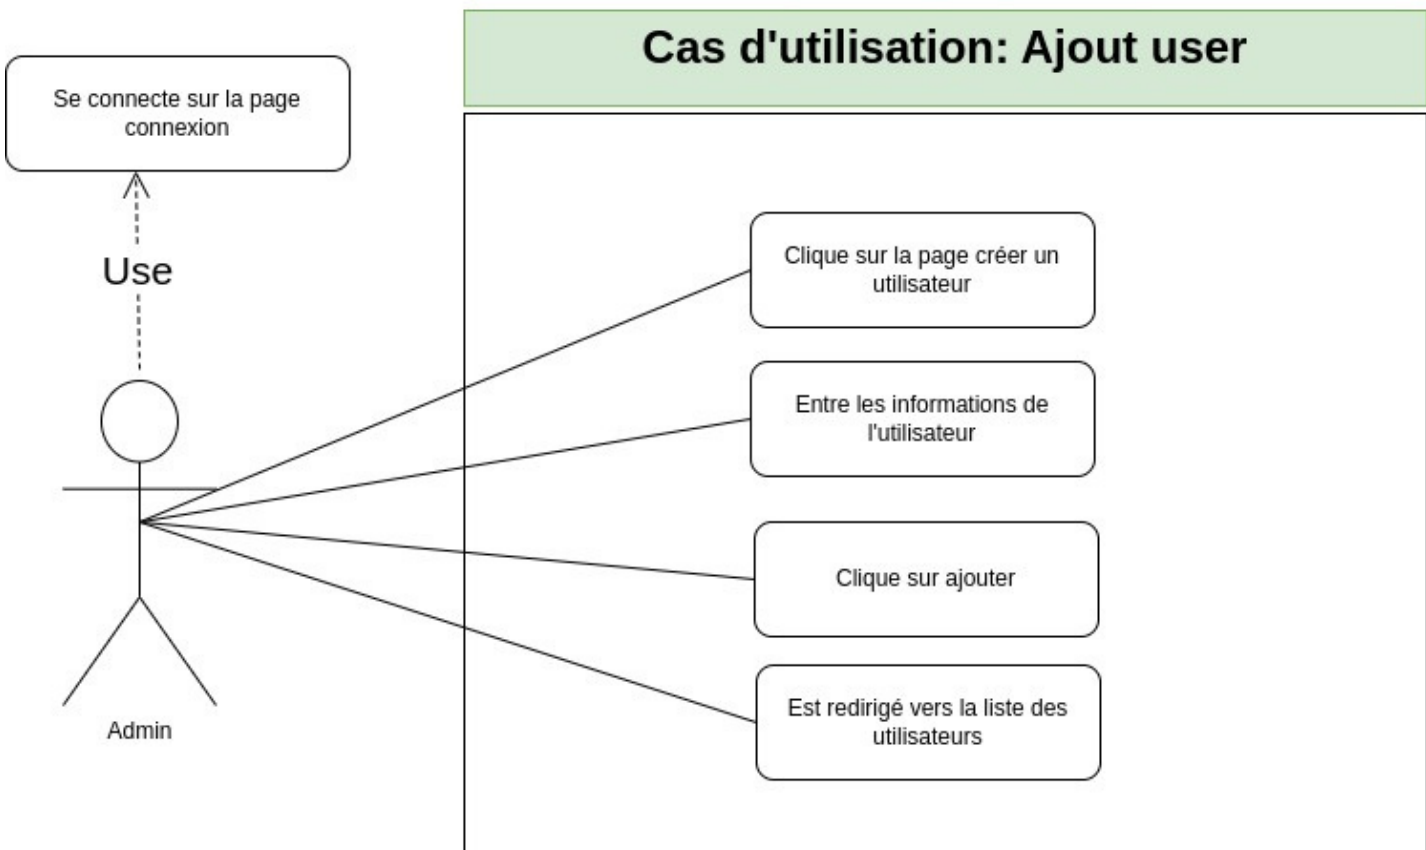 Cas d'utilisation: Ajout user
Se connecte sur la page
connexion
Use
Clique sur la page créer un
utilisateur
Entre les informations de
l'utilisateur
Clique sur ajouter
Est redirigé vers la liste des
utilisateurs
Admin